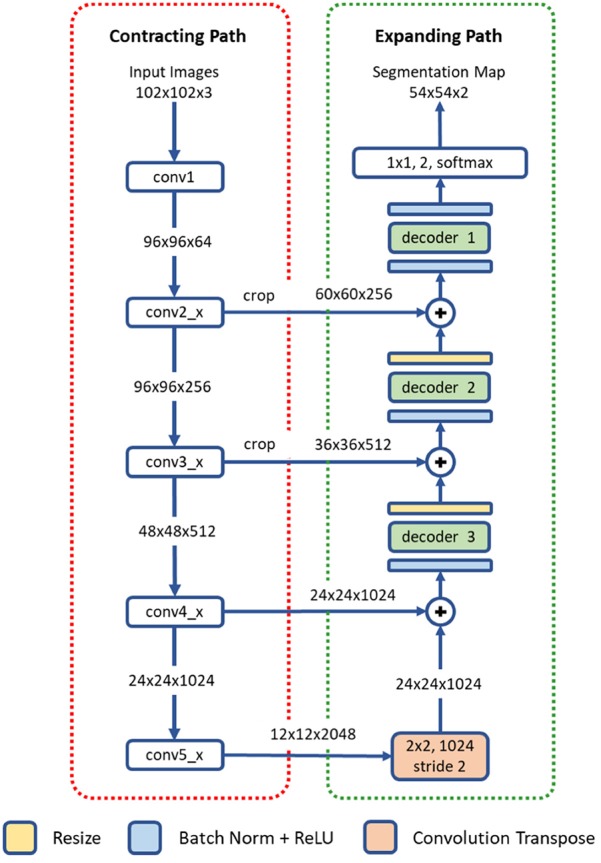 Contracting Path
Input Images
102x102x3
conv1
96x96x64
conv2_x
96x96x256
conv3_x
48x48x512
conv4_x
24x24x1024
conv5_x
crop
60x60x256
crop
36x36x512
24x24x1024
12x12x2048
Expanding Path
Segmentation Map
54x54x2
1x1, 2, softmax
decoder 1
+
decoder 2
+
decoder 3
+
24x24x1024
2x2, 1024
stride 2
Resize
Batch Norm + ReLU
Convolution Transpose